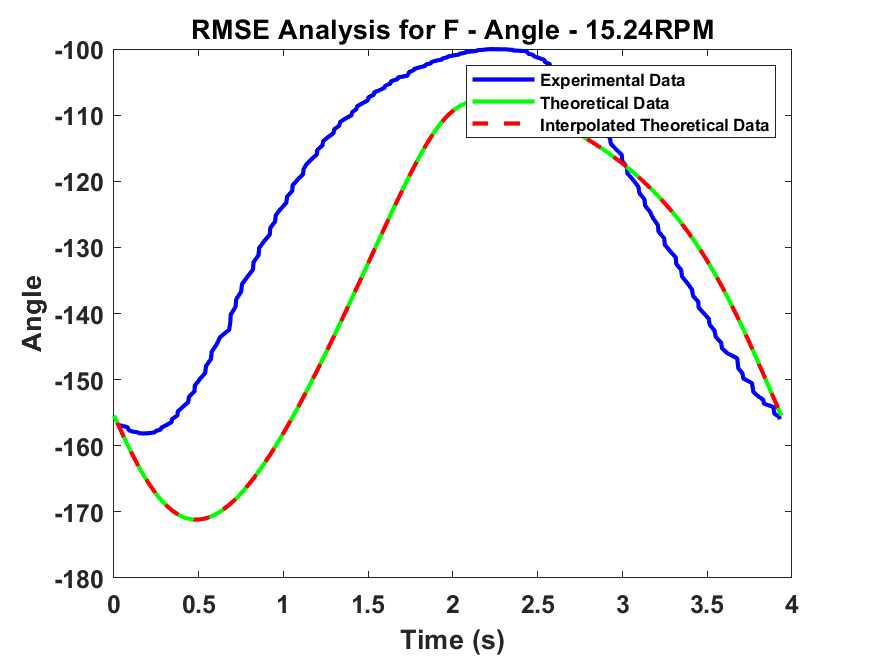 RMSE Analysis for F - Angle - 15.24RPM
-100
-110
-120
-130
-140
-150
-160
-170
-180
Angle
Experimental Data
Theoretical Data
Interpolated Theoretical Data
0 0.5 1 1.5 2 2.5 3 3.5 4
Time (s)